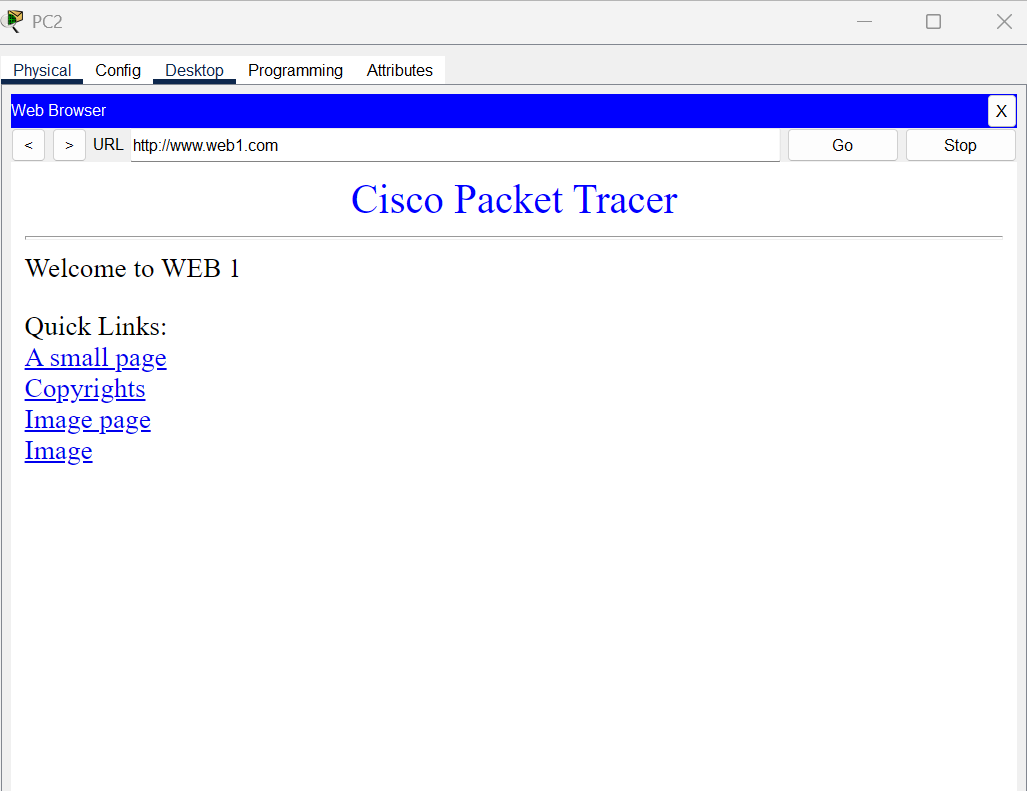 PC2
Physical Config Desktop Programming Attributes
Web Browser
X
< > URL http://www.web1.com Go Stop
Cisco Packet Tracer
Welcome to WEB 1
Quick Links:
A small page
Copyrights
Image page
Image